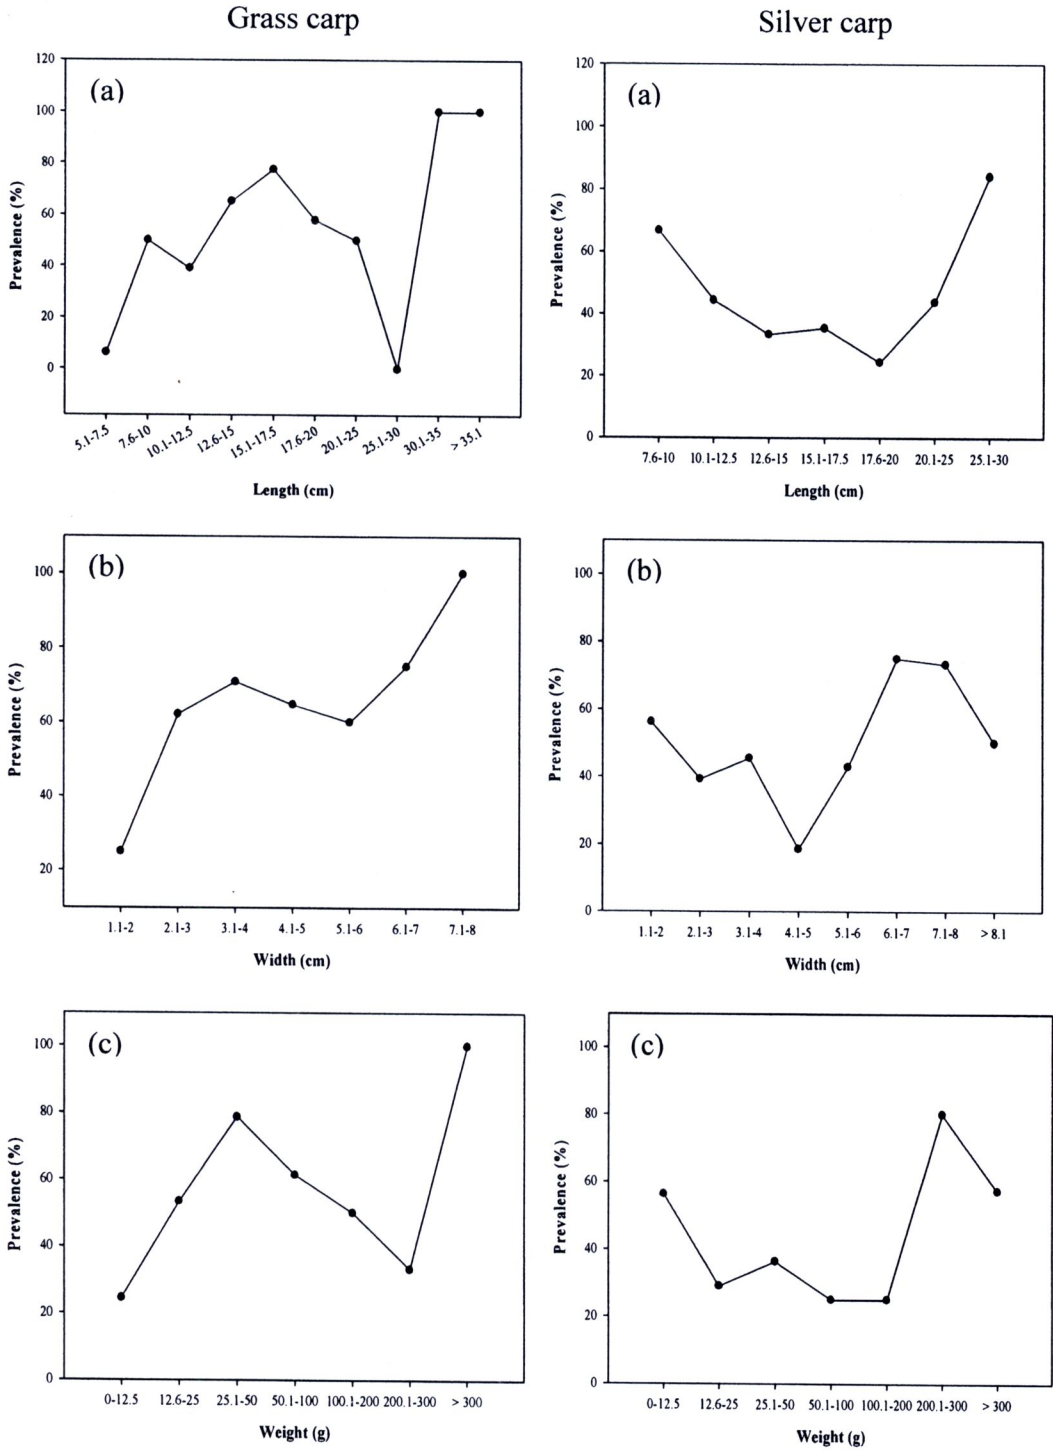 Grass carp
Silver carp
(a)
120
100
80
60
40
20
0
Prevalence (%)
5.1-7.5 7.6-10 10.1-12.5 12.6-15 15.1-17.5 17.6-20 20.1-25 25.1-30 30.1-35 > 35.1
Length (cm)
(a)
120
100
80
60
40
20
0
Prevalence (%)
7.6-10 10.1-12.5 12.6-15 15.1-17.5 17.6-20 20.1-25 25.1-30
Length (cm)
(b)
100
80
60
40
20
Prevalence (%)
1.1-2 2.1-3 3.1-4 4.1-5 5.1-6 6.1-7 7.1-8
Width (cm)
(b)
100
80
60
40
20
0
Prevalence (%)
1.1-2 2.1-3 3.1-4 4.1-5 5.1-6 6.1-7 7.1-8 > 8.1
Width (cm)
(c)
100
80
60
40
20
0
Prevalence (%)
0-12.5 12.6-25 25.1-50 50.1-100 100.1-200 200.1-300 > 300
Weight (g)
(c)
100
80
60
40
20
0
Prevalence (%)
0-12.5 12.6-25 25.1-50 50.1-100 100.1-200 200.1-300 > 300
Weight (g)